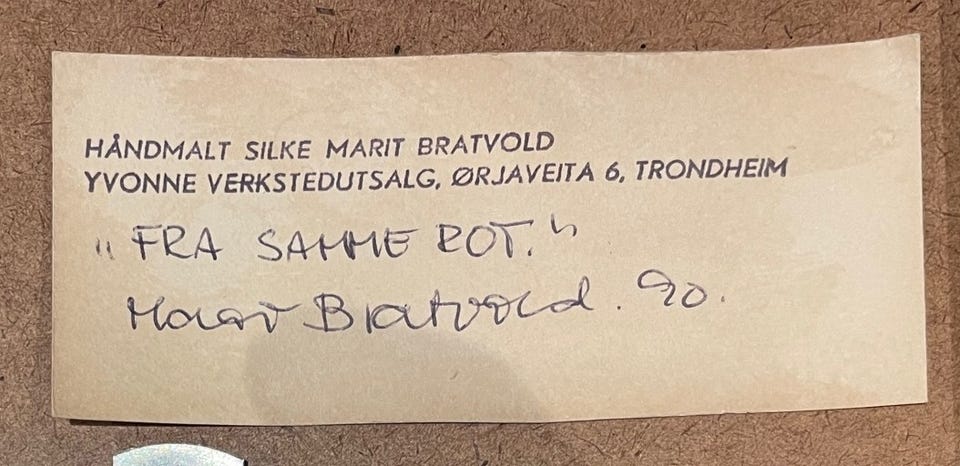 HÅNDMALT SILKE MARIT BRATVOLD
YVONNE VERKSTEDUTSALG, ØRJAVEITA 6, TRONDHEIM
"FRA SAMME ROT."
Marit Bratvold. 90.